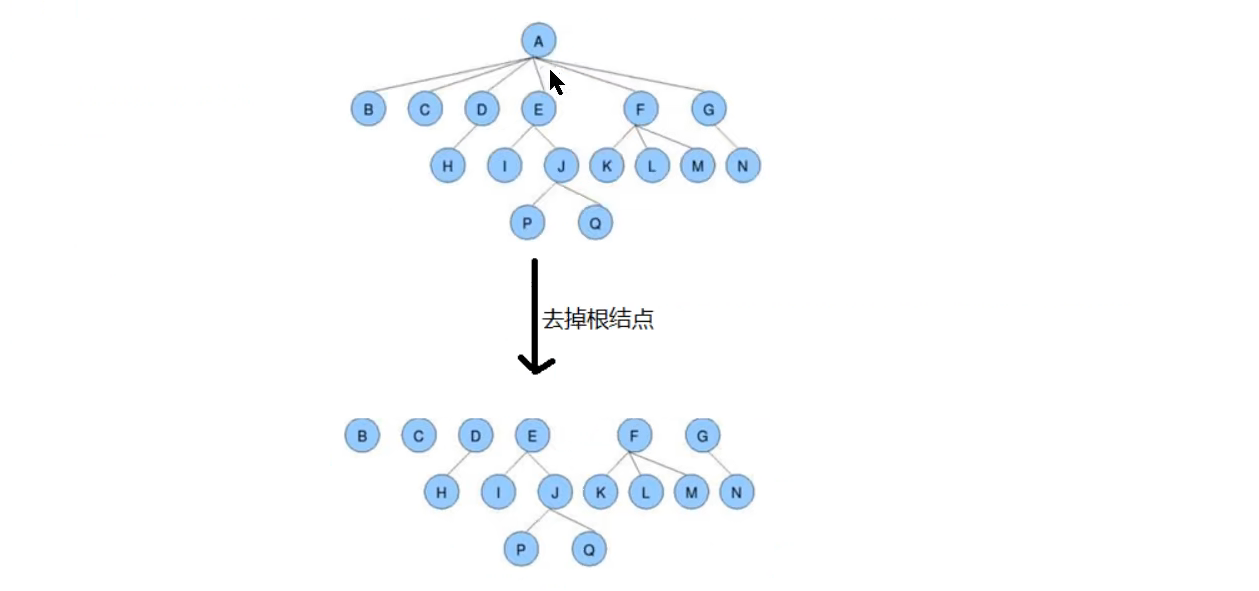 A
B C D E F G
H I J K L M N
P Q
去掉根结点
B C D E F G
H I J K L M N
P Q